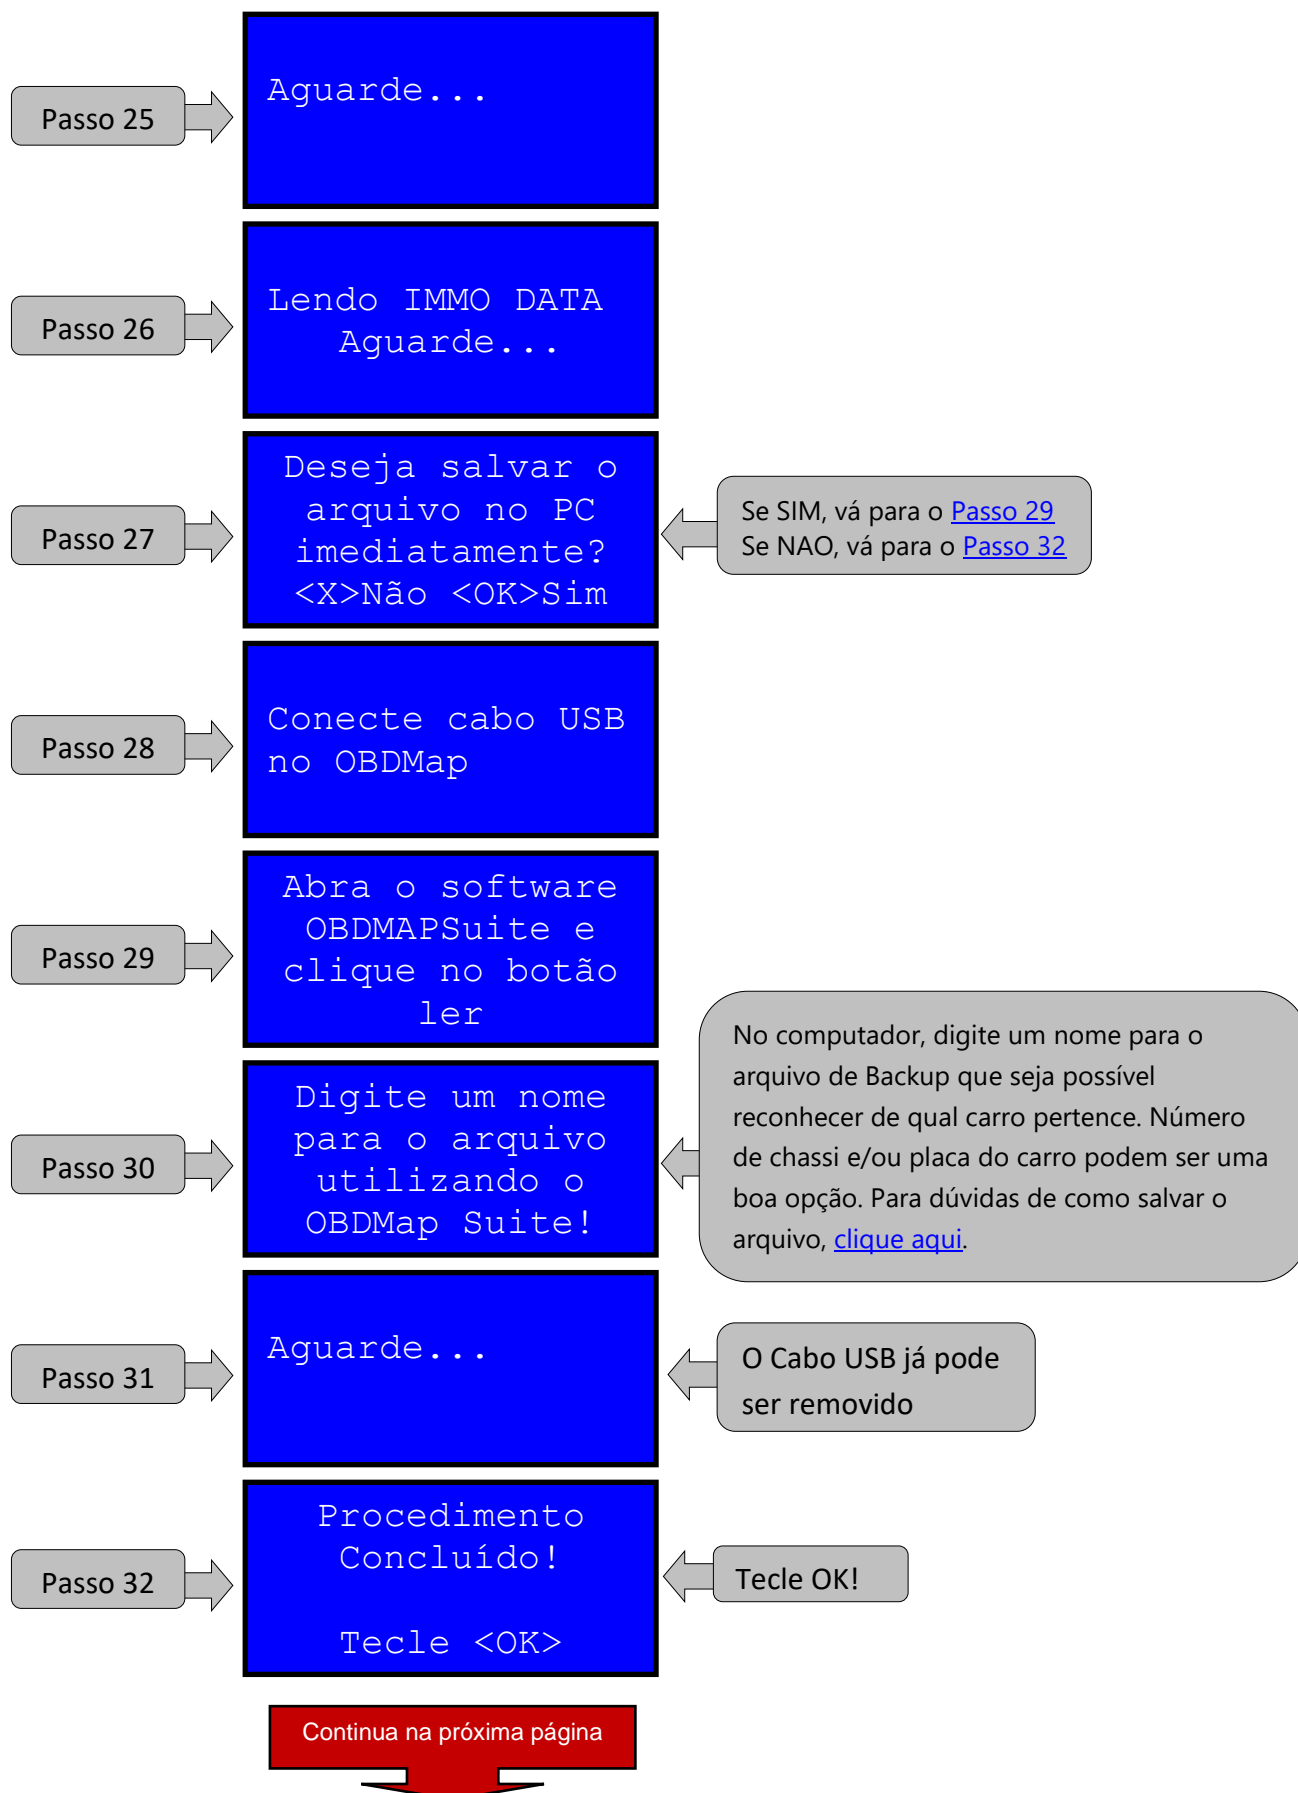 Passo 25
Aguarde...
Passo 26
Lendo IMMO DATA
Aguarde...
Passo 27
Deseja salvar o
arquivo no PC
imediatamente?
<X>Não <OK>Sim
Se SIM, vá para o Passo 29
Se NAO, vá para o Passo 32
Passo 28
Conecte cabo USB
no OBDMap
Passo 29
Abra o software
OBDMAPSuite e
clique no botão
ler
Passo 30
Digite um nome
para o arquivo
utilizando o
OBDMap Suite!
No computador, digite um nome para o
arquivo de Backup que seja possível
reconhecer de qual carro pertence. Número
de chassi e/ou placa do carro podem ser uma
boa opção. Para dúvidas de como salvar o
arquivo, clique aqui.
Passo 31
Aguarde...
O Cabo USB já pode
ser removido
Passo 32
Procedimento
Concluído!
Tecle <OK>
Tecle OK!
Continua na próxima página